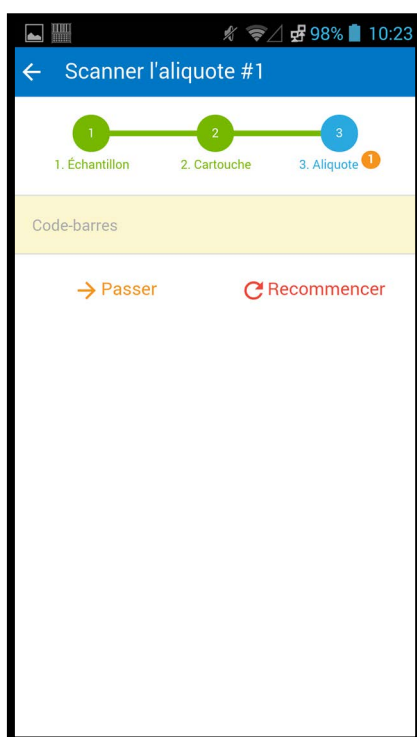 98% 10:23
Scanner l'aliquote #1
1 2 3
1. Échantillon 2. Cartouche 3. Aliquote 1
Code-barres
Passer Recommencer